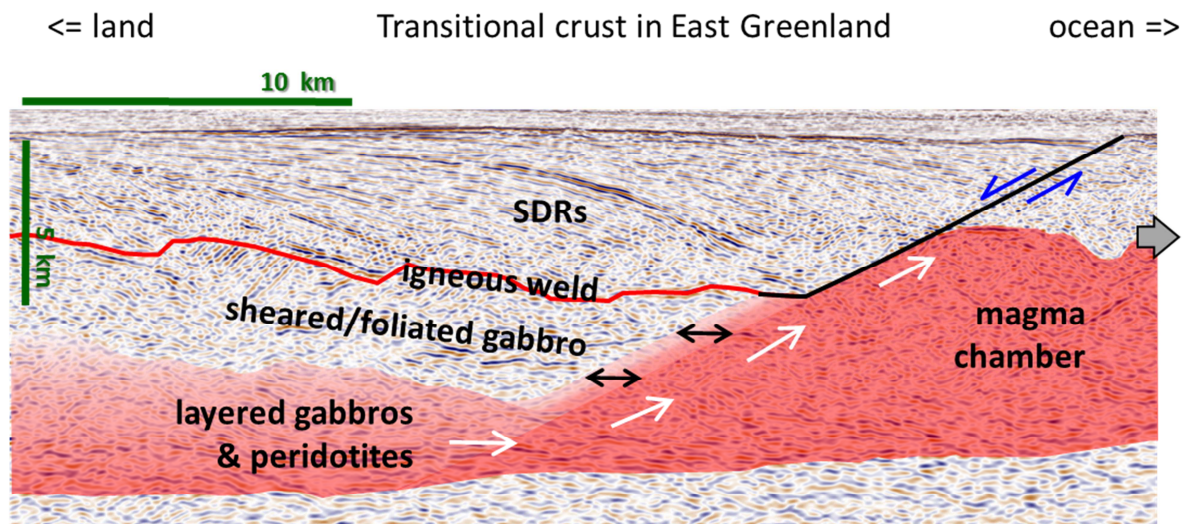 <= land
Transitional crust in East Greenland
ocean =>
10 km
5 km
SDRs
igneous weld
sheared/foliated gabbro
magma
chamber
layered gabbros
& peridotites